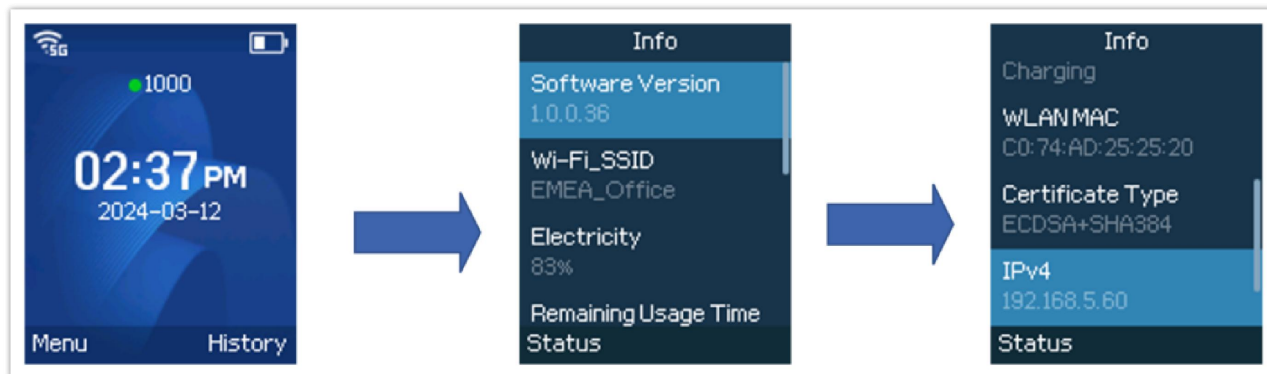 5G
1000
02:37 PM
2024-03-12
Menu History
Info
Software Version
1.0.0.36
Wi-Fi_SSID
EMEA_Office
Electricity
83%
Remaining Usage Time
Status
Info
Charging
WLAN MAC
C0:74:AD:25:25:20
Certificate Type
ECDSA+SHA384
IPv4
192.168.5.60
Status